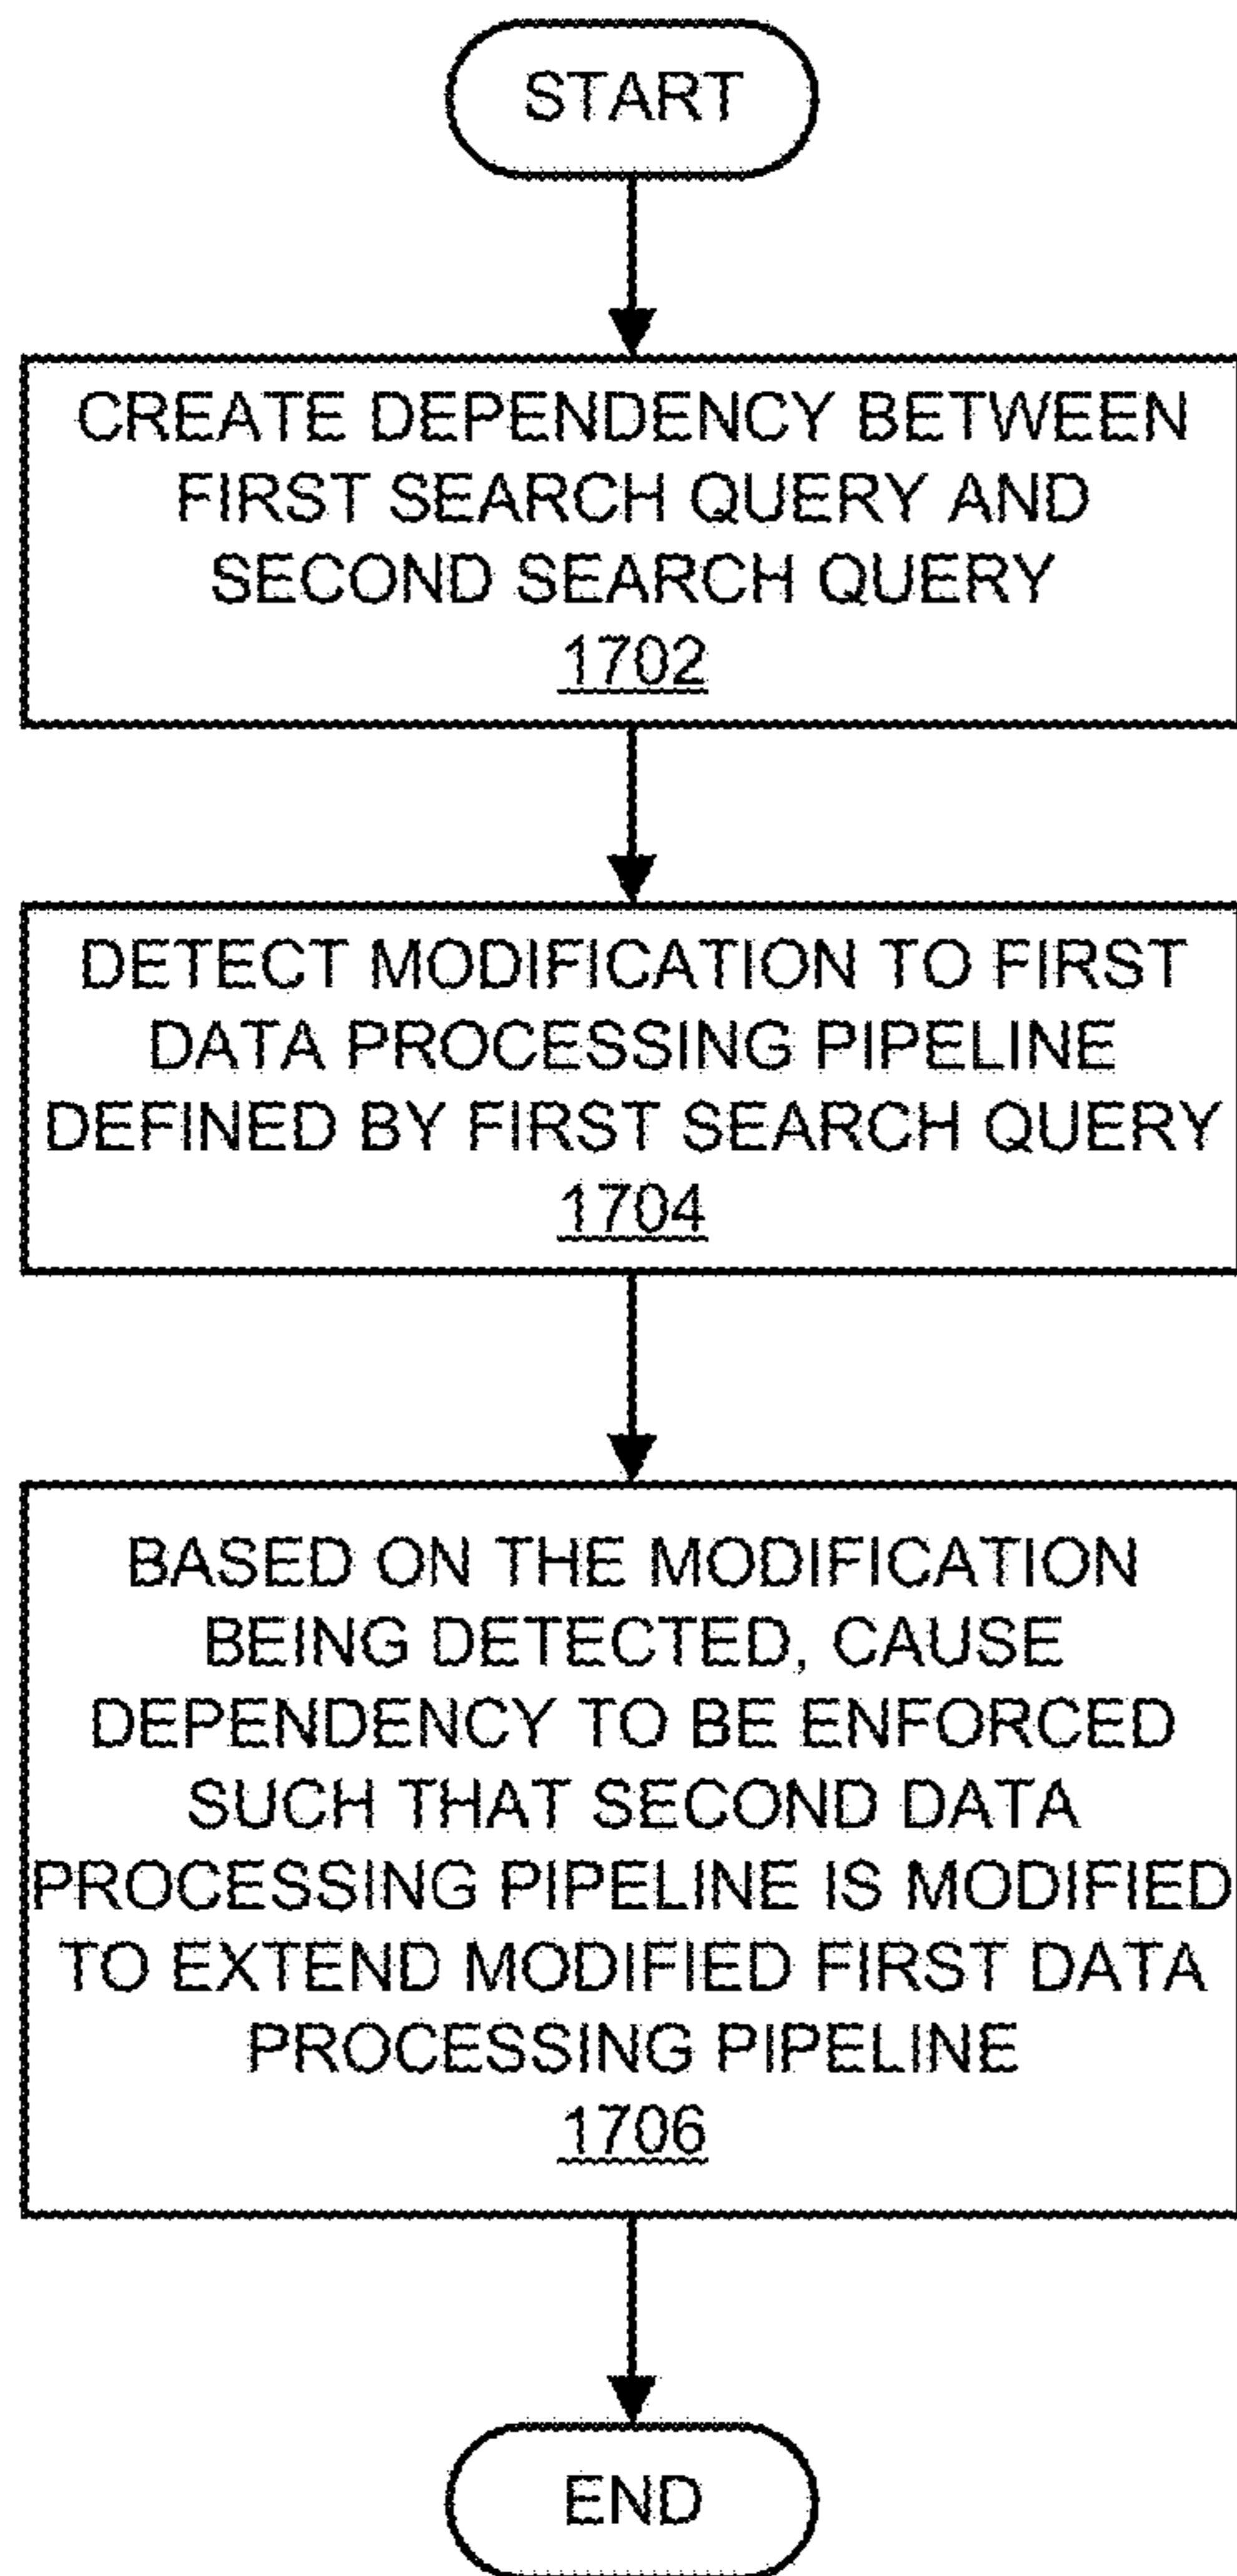 START
CREATE DEPENDENCY BETWEEN
FIRST SEARCH QUERY AND
SECOND SEARCH QUERY
1702
DETECT MODIFICATION TO FIRST
DATA PROCESSING PIPELINE
DEFINED BY FIRST SEARCH QUERY
1704
BASED ON THE MODIFICATION
BEING DETECTED, CAUSE
DEPENDENCY TO BE ENFORCED
SUCH THAT SECOND DATA
PROCESSING PIPELINE IS MODIFIED
TO EXTEND MODIFIED FIRST DATA
PROCESSING PIPELINE
1706
END